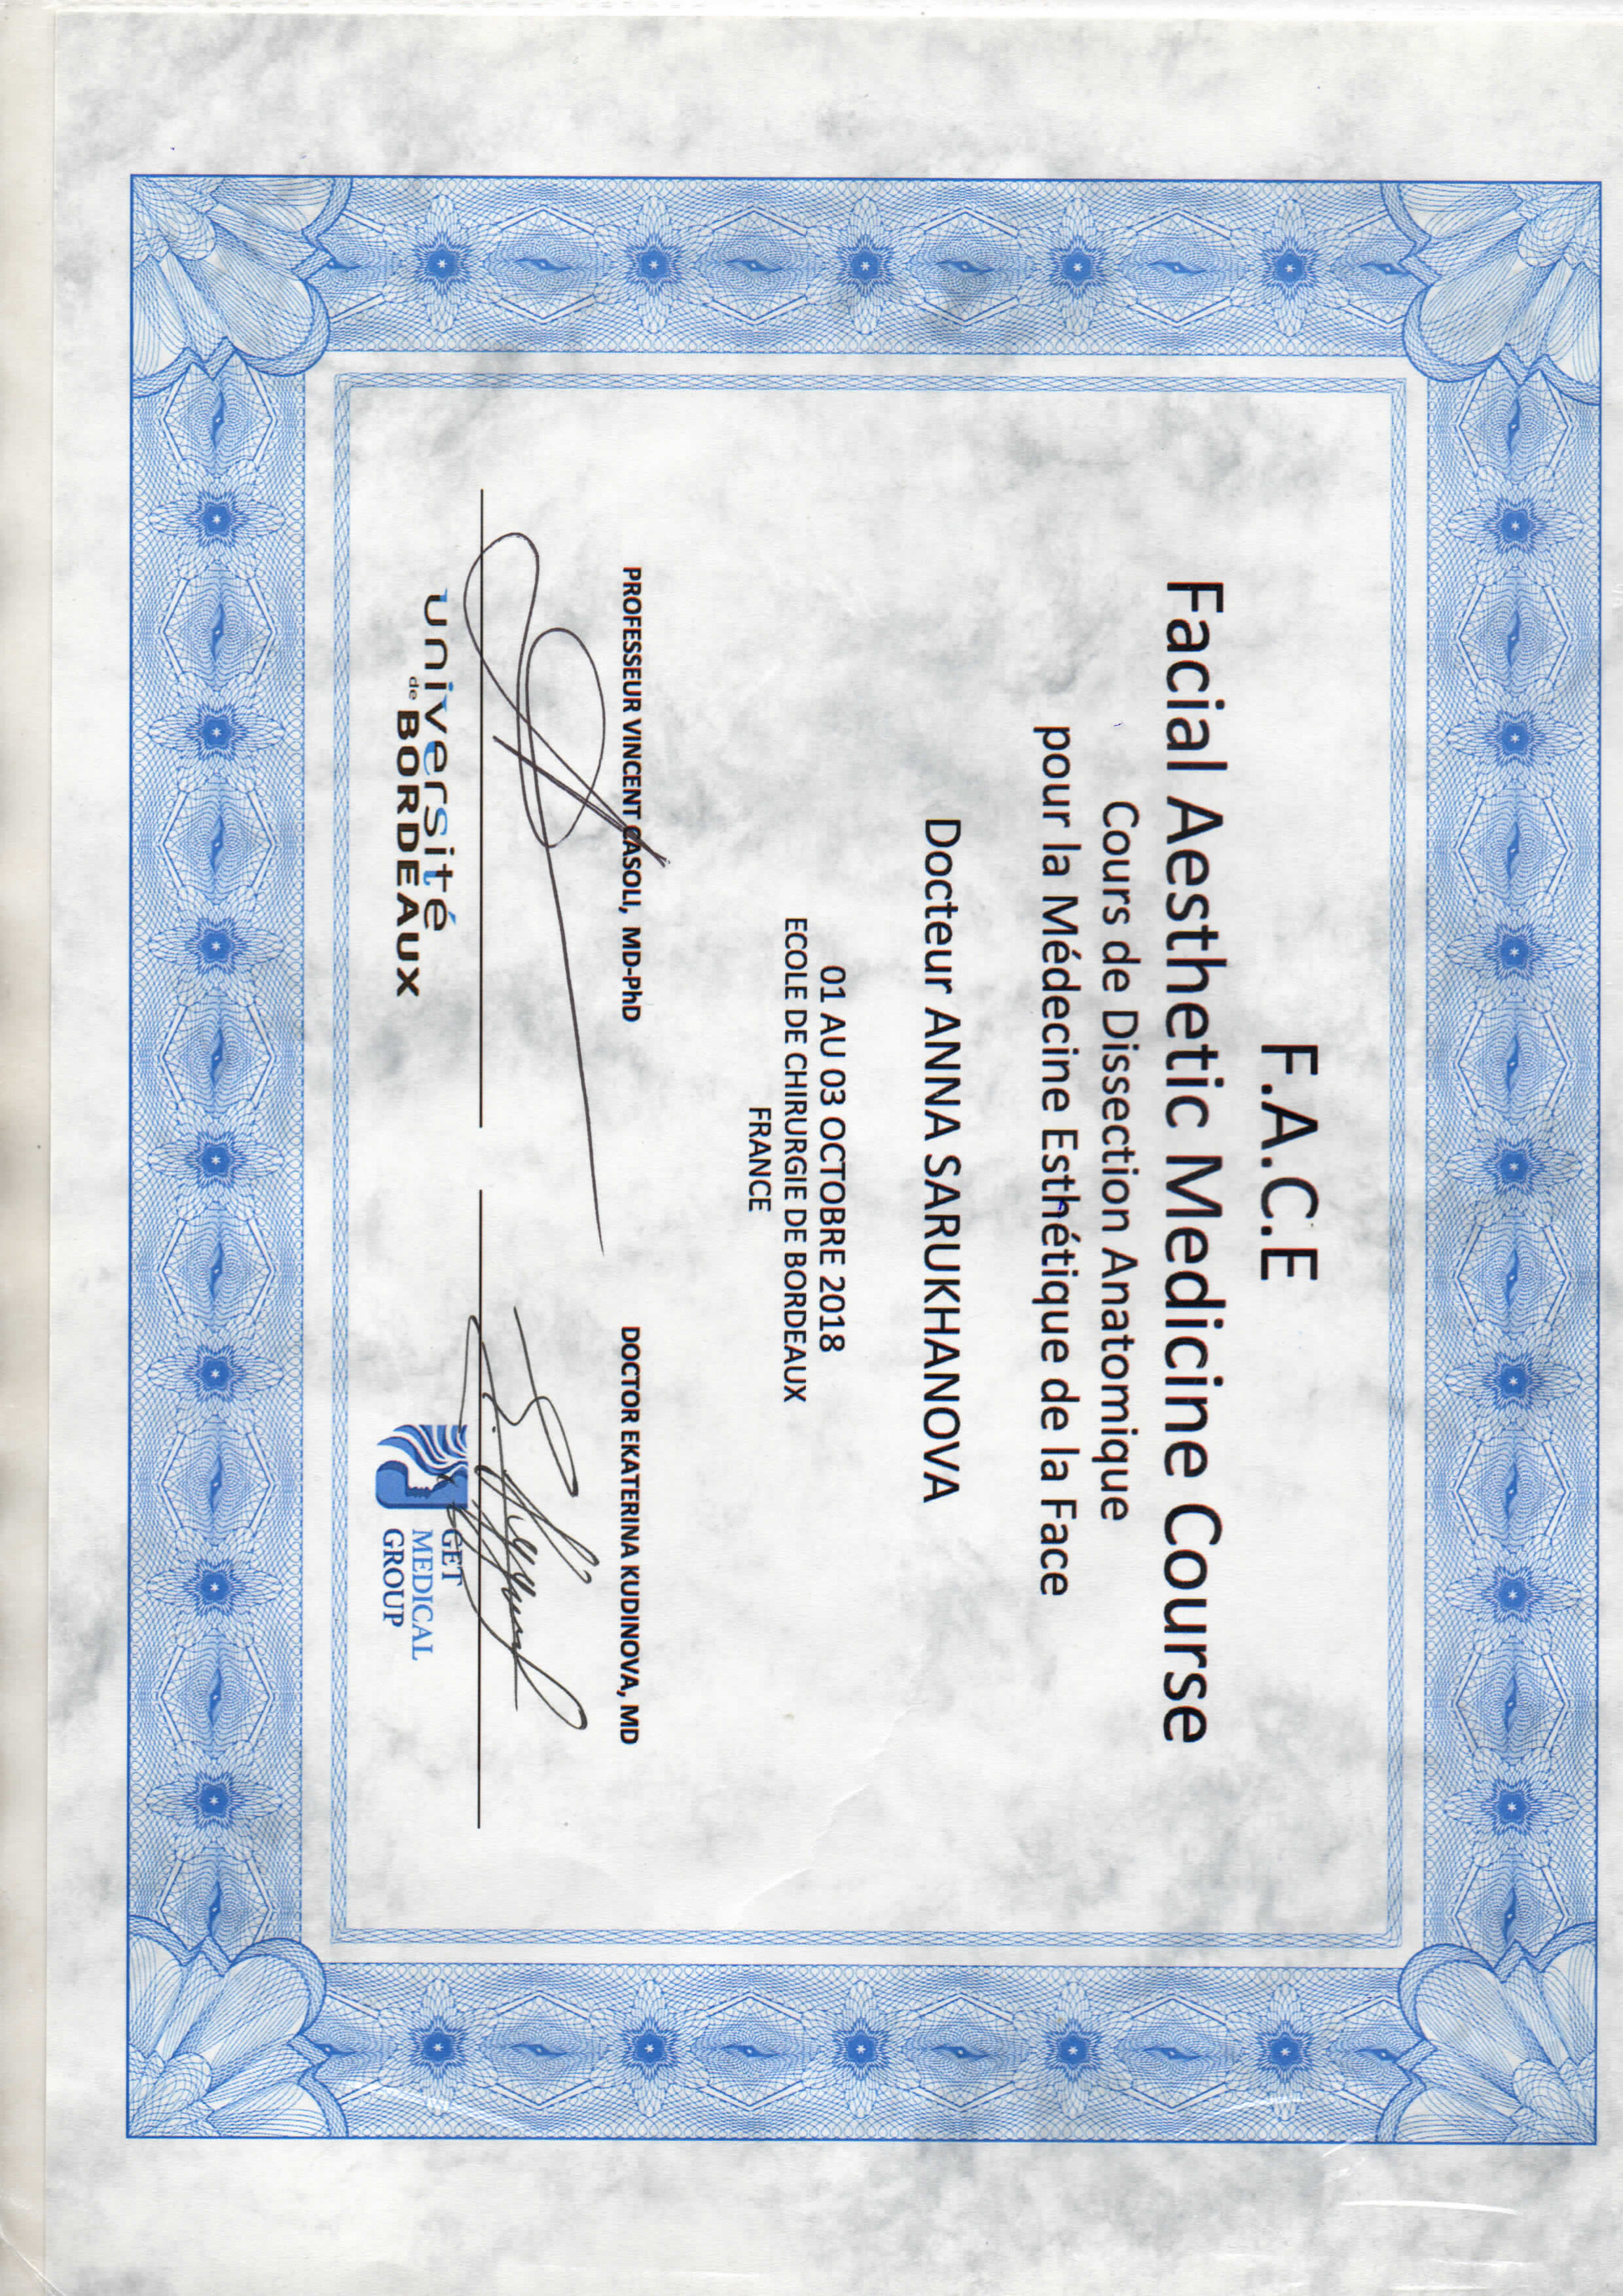 F.A.C.E
Facial Aesthetic Medicine Course
Cours de Dissection Anatomique
pour la Médecine Esthétique de la Face
Docteur ANNA SARUKHANOVA
01 AU 03 OCTOBRE 2018
ECOLE DE CHIRURGIE DE BORDEAUX
FRANCE
PROFESSEUR VINCENT CASOLI, MD-PhD
DOCTOR EKATERINA KUDINOVA, MD
université
de BORDEAUX
GET
MEDICAL
GROUP